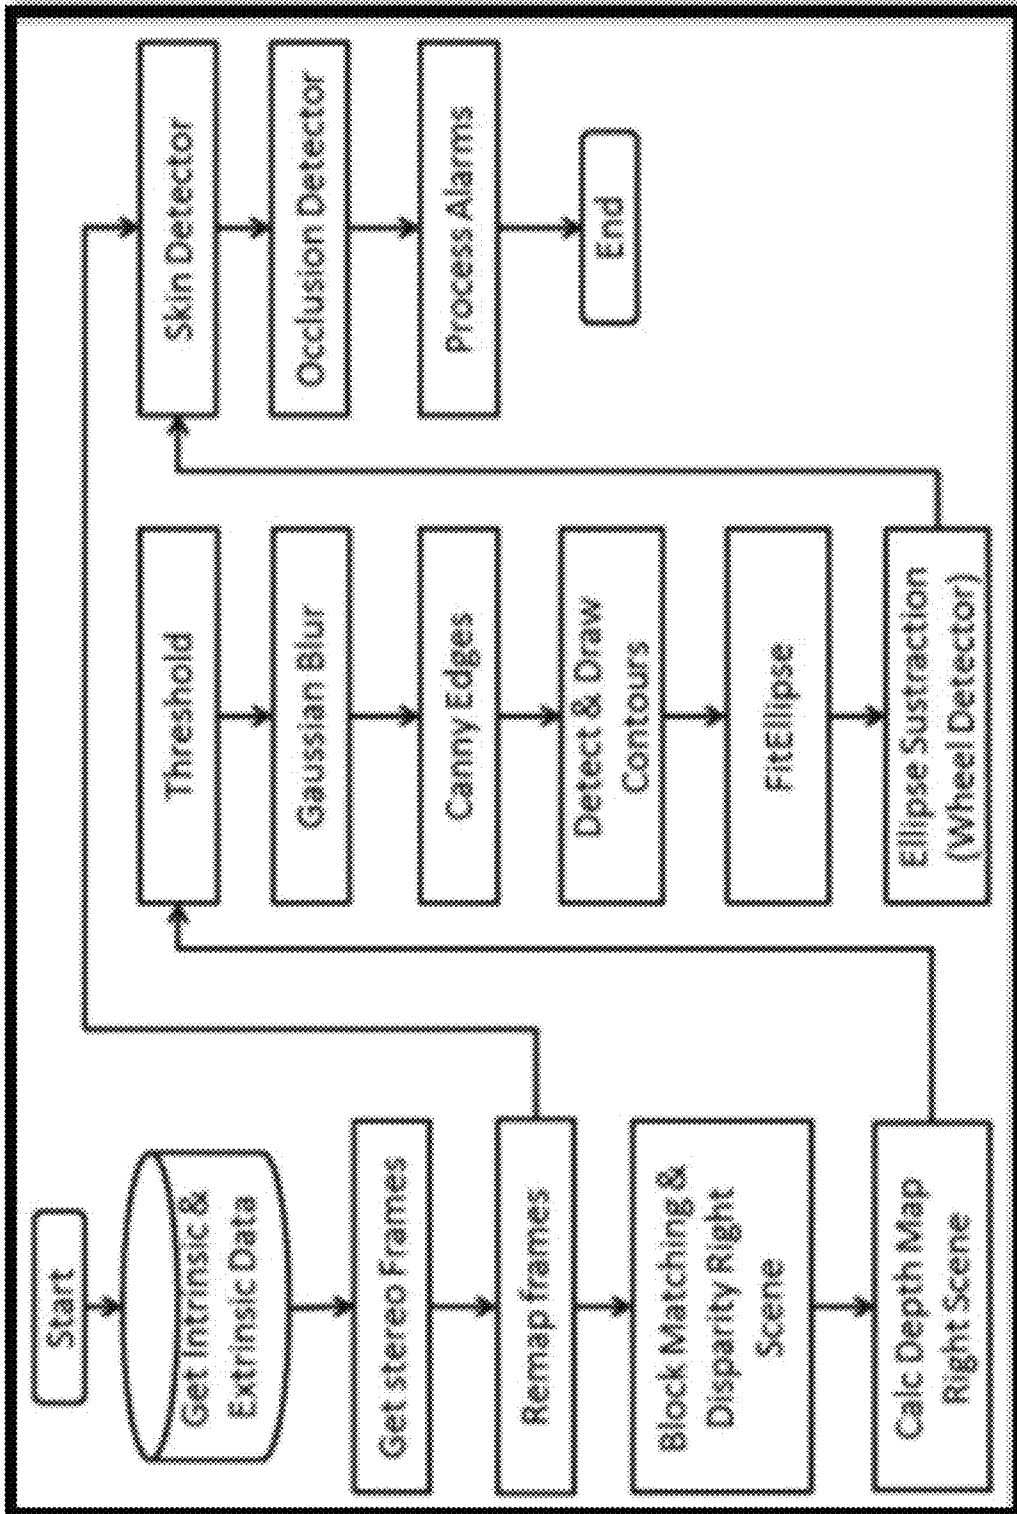 Start
Get Intrinsic &
Extrinsic Data
Get stereo Frames
Remap frames
Block Matching &
Disparity Right
Scene
Calc Depth Map
Right Scene
Threshold
Gaussian Blur
Canny Edges
Detect & Draw
Contours
FitEllipse
Ellipse Sustraction
(Wheel Detector)
Skin Detector
Occlusion Detector
Process Alarms
End